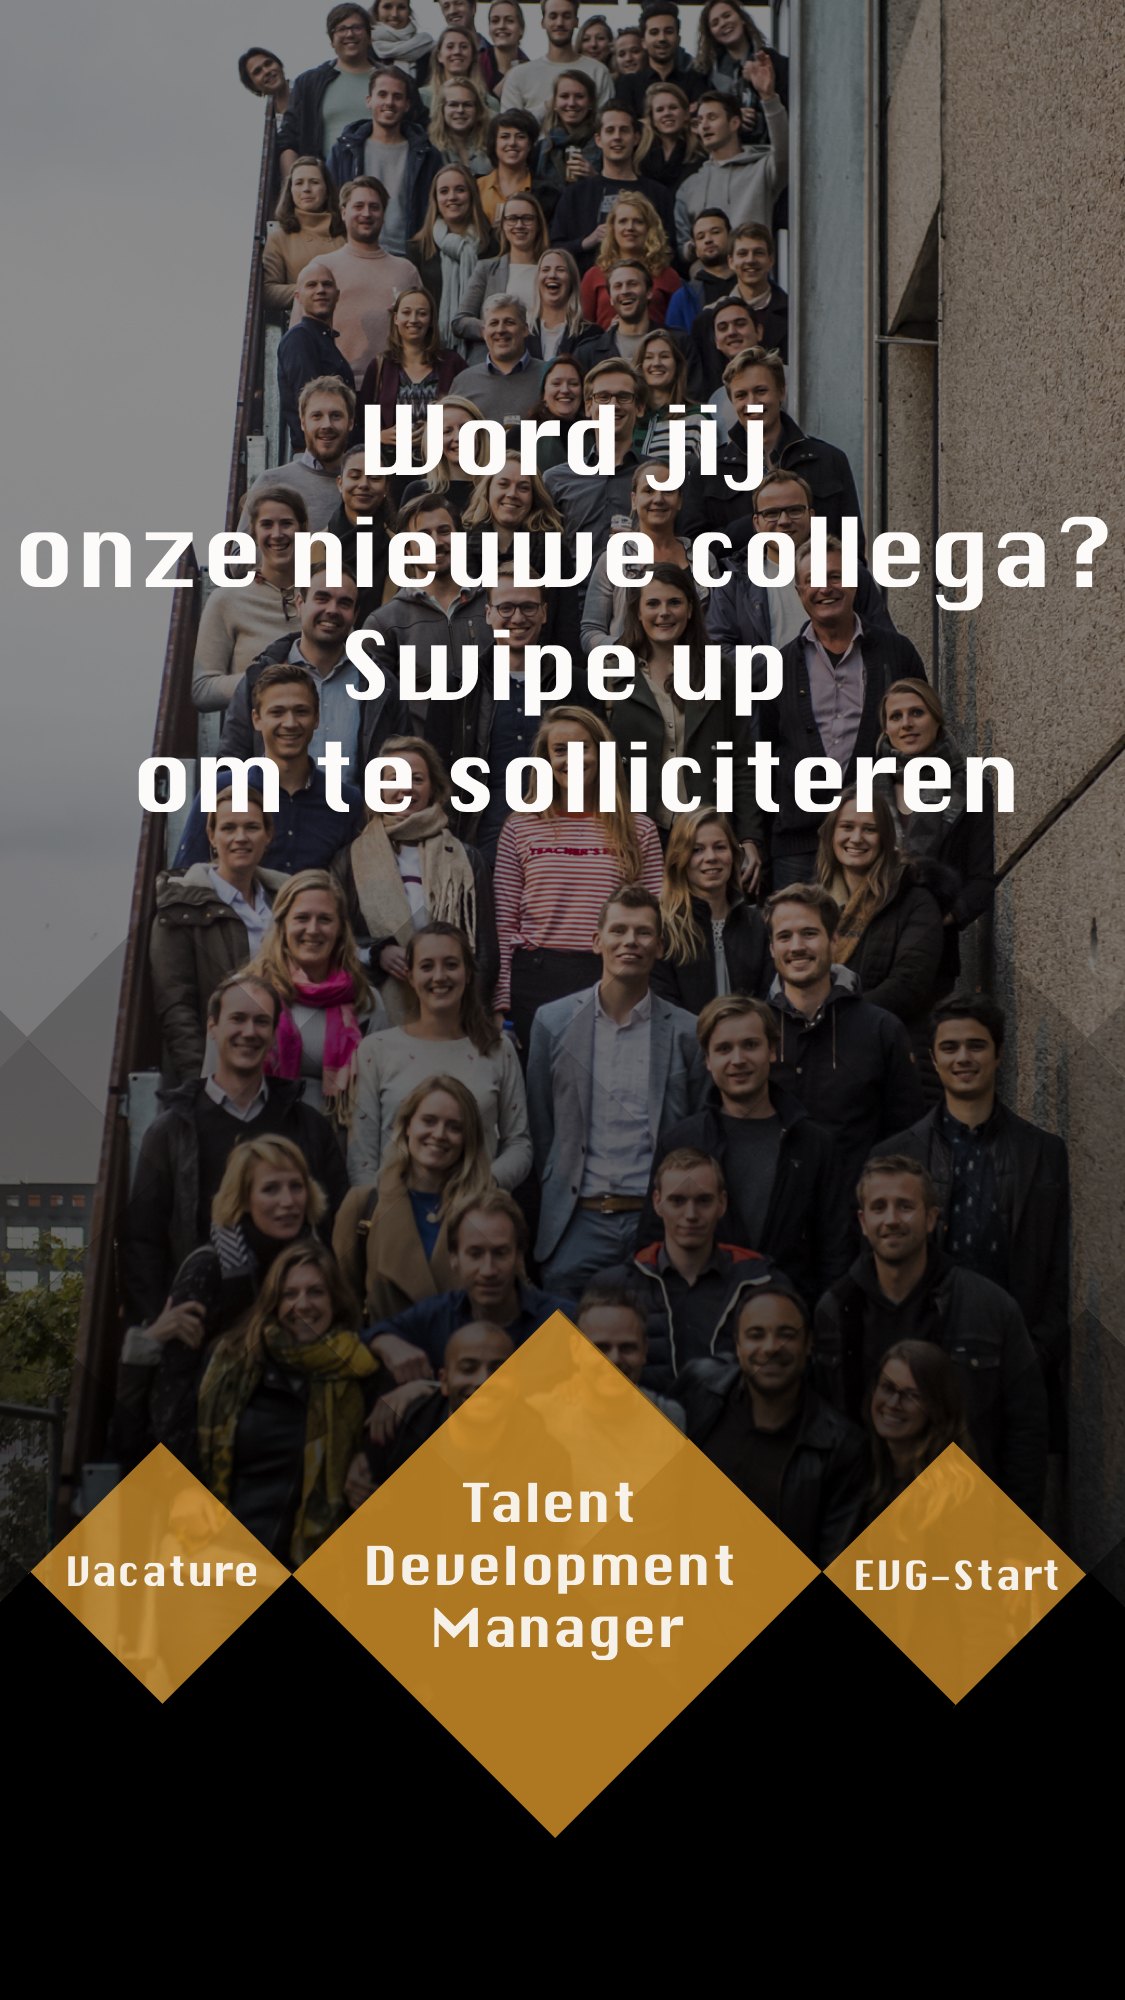 Word jij
onze nieuwe collega?
Swipe up
om te solliciteren
Talent
Development
Manager
Vacature
EVG-Start